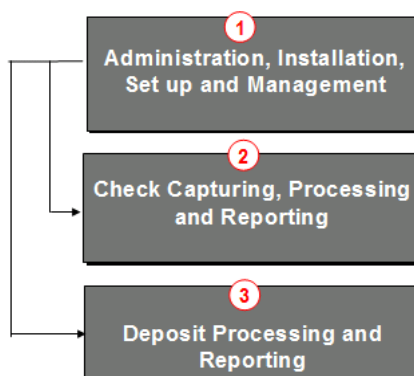 1
Administration, Installation,
Set up and Management
2
Check Capturing, Processing
and Reporting
3
Deposit Processing and
Reporting